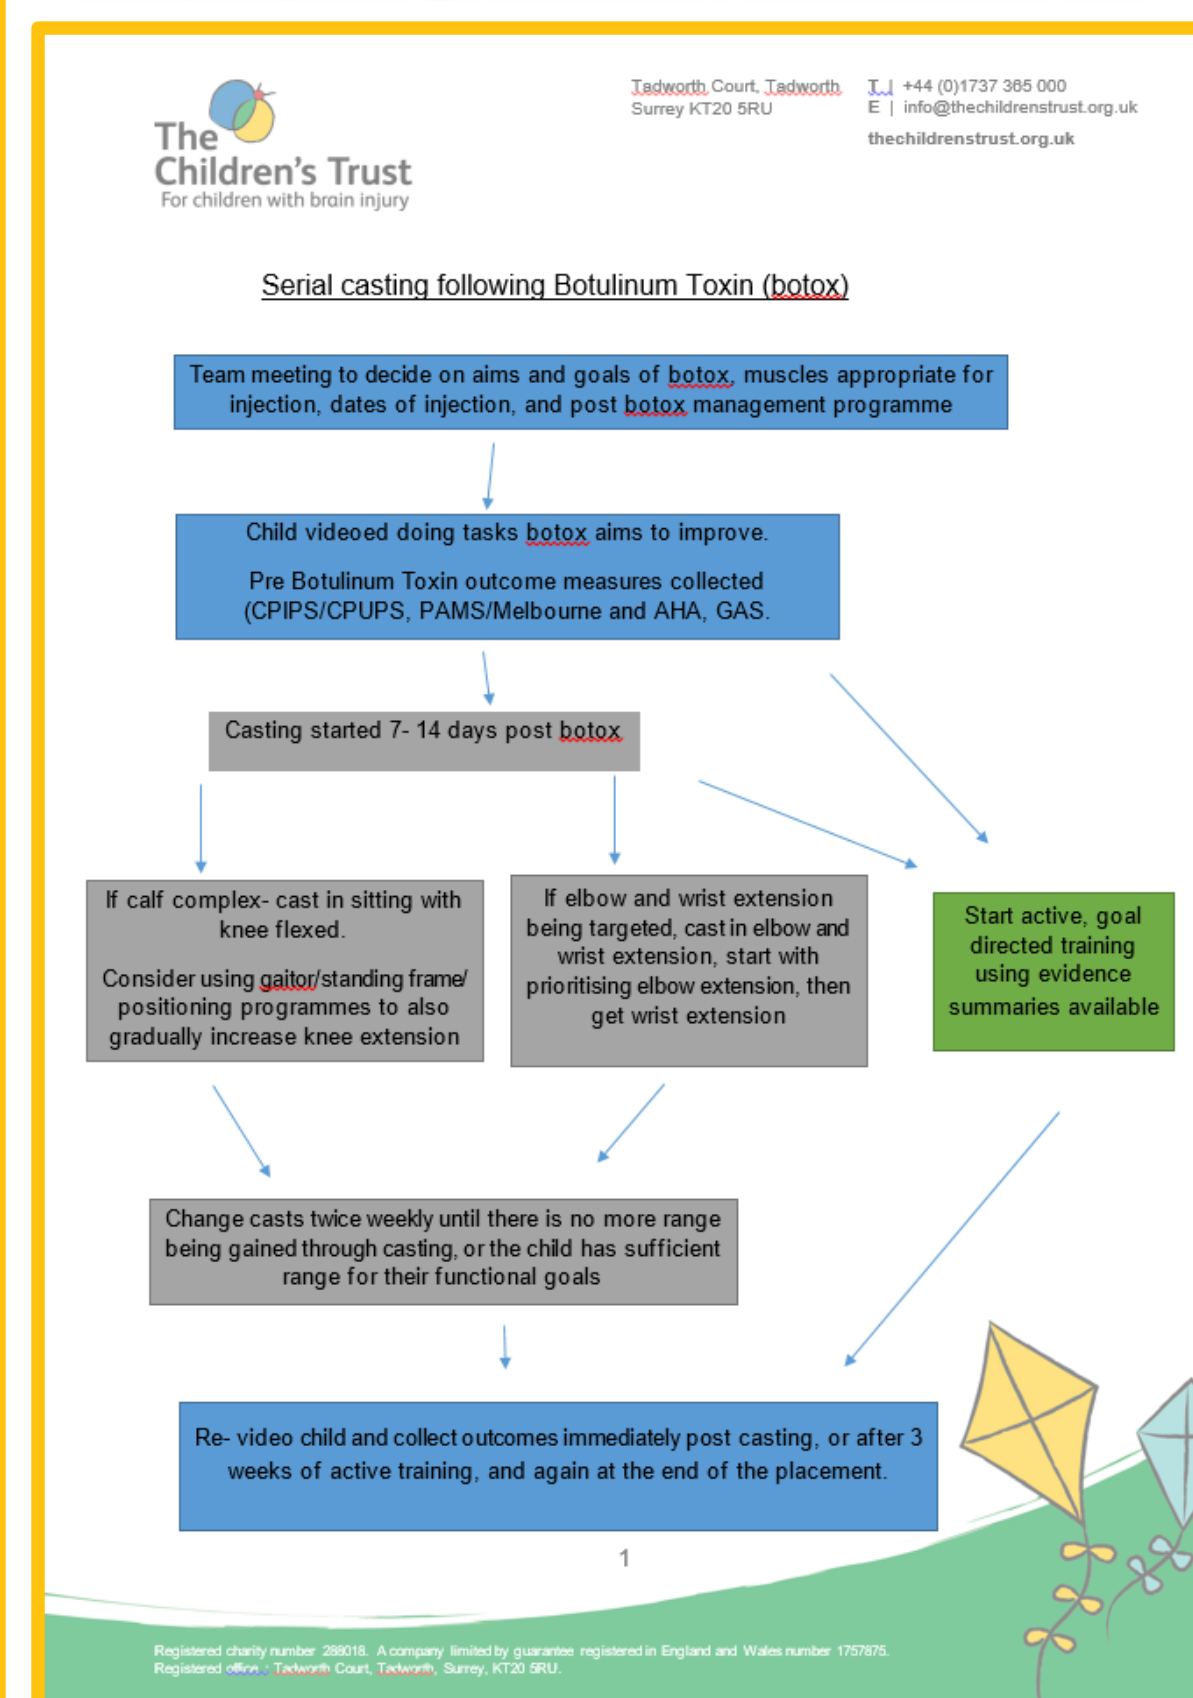 The
Children's Trust
For children with brain injury
Tadworth Court, Tadworth
Surrey KT20 5RU
T | +44 (0)1737 365 000
E | info@thechildrenstrust.org.uk
thechildrenstrust.org.uk
Serial casting following Botulinum Toxin (botox)
Team meeting to decide on aims and goals of botox, muscles appropriate for
injection, dates of injection, and post botox management programme
Child videoed doing tasks botox aims to improve.
Pre Botulinum Toxin outcome measures collected
(CPIPS/CPUPS, PAMS/Melbourne and AHA, GAS.
Casting started 7- 14 days post botox
If calf complex- cast in sitting with
knee flexed.
Consider using gaitor/standing frame/
positioning programmes to also
gradually increase knee extension
If elbow and wrist extension
being targeted, cast in elbow and
wrist extension, start with
prioritising elbow extension, then
get wrist extension
Start active, goal
directed training
using evidence
summaries available
Change casts twice weekly until there is no more range
being gained through casting, or the child has sufficient
range for their functional goals
Re- video child and collect outcomes immediately post casting, or after 3
weeks of active training, and again at the end of the placement.
1
Registered charity number 288018. A company limited by guarantee registered in England and Wales number 1757875.
Registered office : Tadworth Court, Tadworth, Surrey, KT20 5RU.